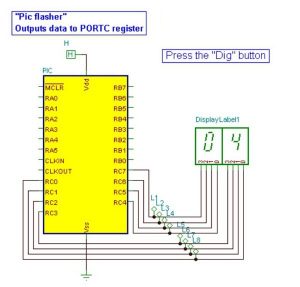 "Pic flasher"
Outputs data to PORTC register
Press the "Dig" button
H
H
PIC
Vdd
MCLR RB7
RA0 RB6
RA1 RB5
RA2 RB4
RA3 RB3
RA4 RB2
RA5 RB1
CLKIN RB0
CLKOUT RC7
RC0 RC6
RC1 RC5
RC2 RC4
RC3
Vss
DisplayLabel1
0 4
L1
L2
L3
L4
L5
L6
L7
L8